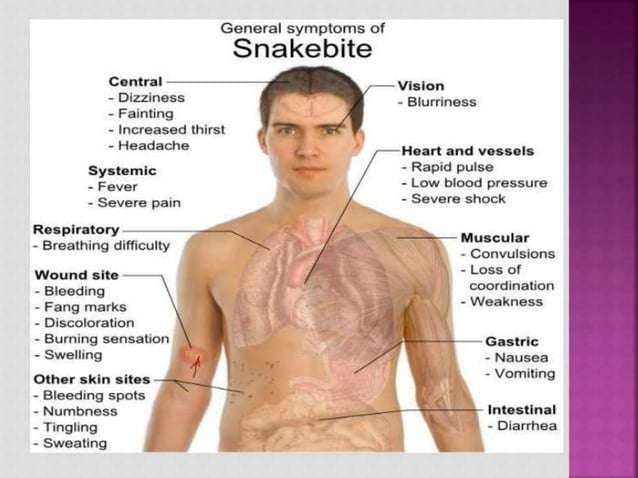 General symptoms of
Snakebite
Central
- Dizziness
- Fainting
- Increased thirst
- Headache
Vision
- Blurriness
Systemic
- Fever
- Severe pain
Heart and vessels
- Rapid pulse
- Low blood pressure
- Severe shock
Respiratory
- Breathing difficulty
Muscular
- Convulsions
- Loss of
coordination
- Weakness
Wound site
- Bleeding
- Fang marks
- Discoloration
- Burning sensation
- Swelling
Gastric
- Nausea
- Vomiting
Other skin sites
- Bleeding spots
- Numbness
- Tingling
- Sweating
Intestinal
- Diarrhea